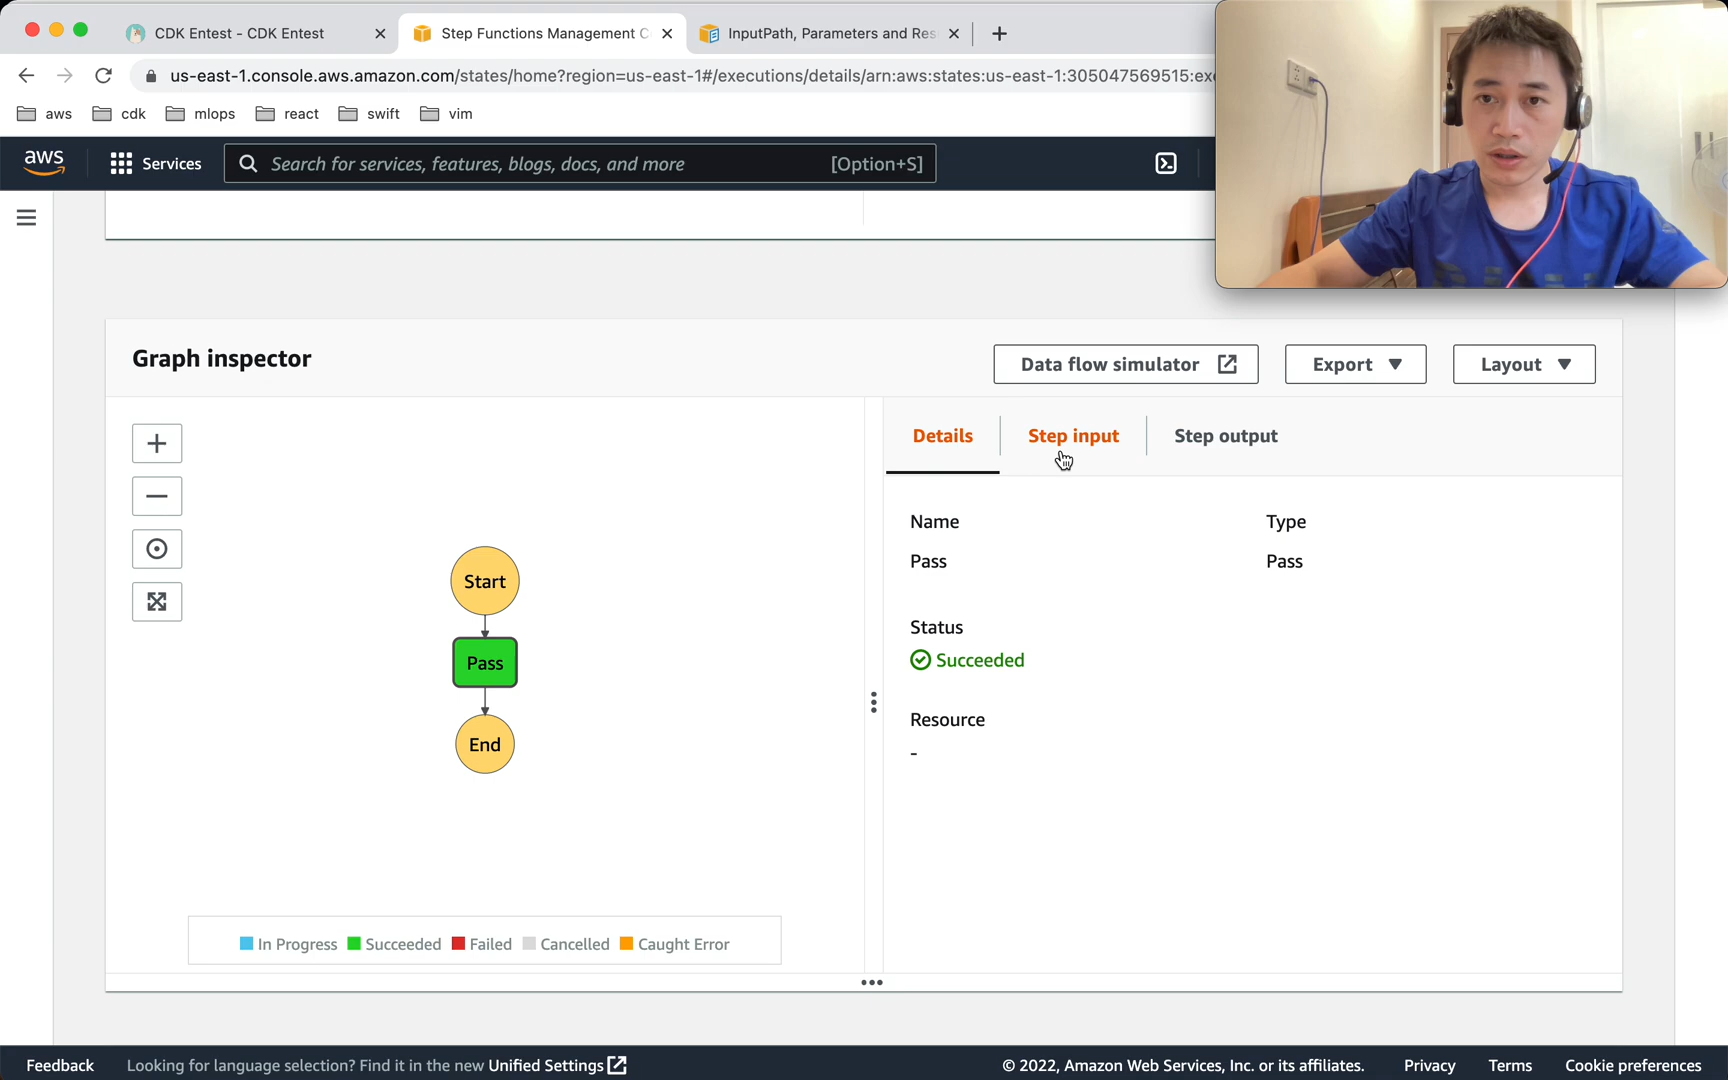 CDK Entest - CDK Entest
Step Functions Management C
InputPath, Parameters and Res
us-east-1.console.aws.amazon.com/states/home?region=us-east-1#/executions/details/arn:aws:states:us-east-1:305047569515:exe
aws
cdk
mlops
react
swift
vim
aws
Services
Search for services, features, blogs, docs, and more
[Option+S]
Graph inspector
Data flow simulator
Export
Layout
Details
Step input
Step output
Name
Type
Pass
Pass
Status
Succeeded
Resource
-
Start
Pass
End
In Progress
Succeeded
Failed
Cancelled
Caught Error
Feedback
Looking for language selection? Find it in the new Unified Settings
© 2022, Amazon Web Services, Inc. or its affiliates.
Privacy
Terms
Cookie preferences